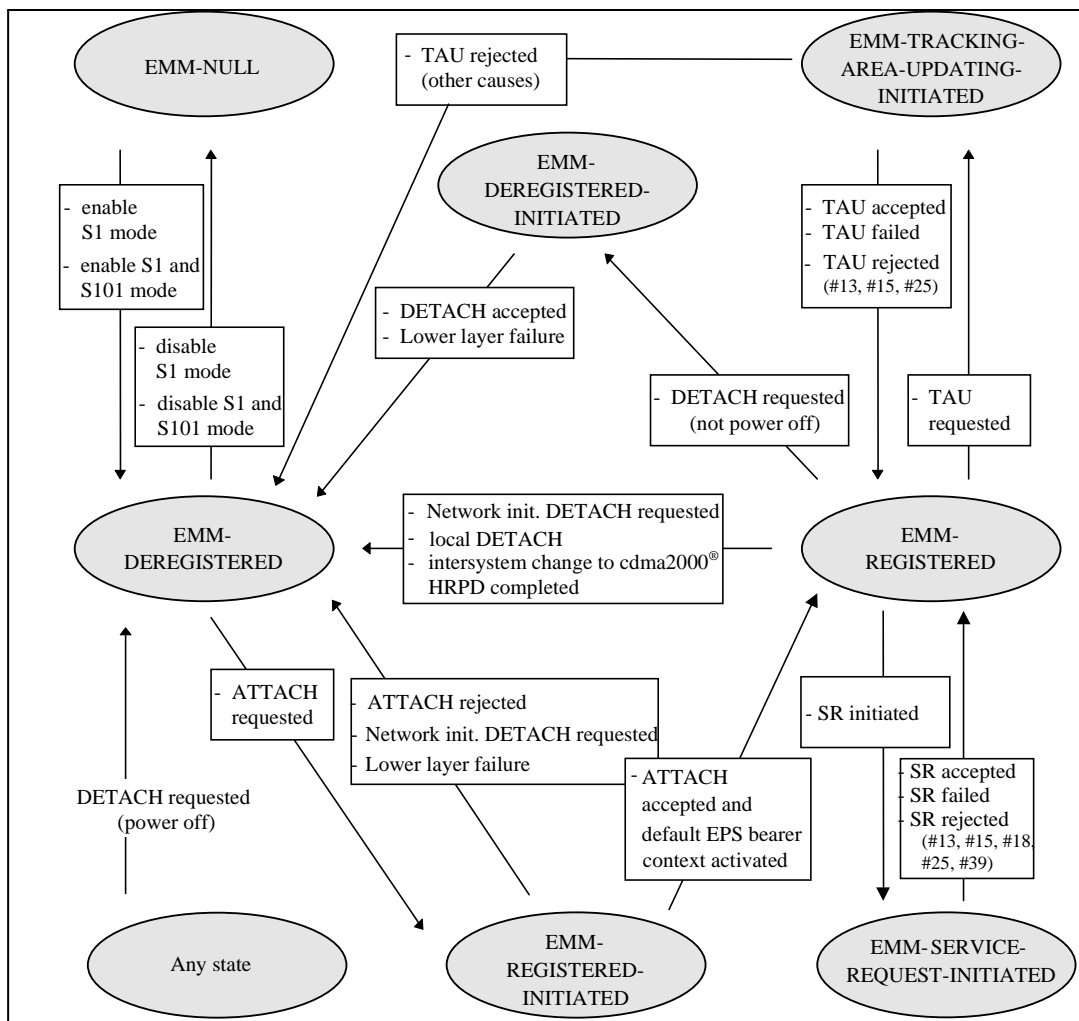 EMM-NULL
- TAU rejected
(other causes)
EMM-TRACKING-
AREA-UPDATING-
INITIATED
EMM-
DEREGISTERED-
INITIATED
- enable
S1 mode
- enable S1 and
S101 mode
- TAU accepted
- TAU failed
- TAU rejected
(#13, #15, #25)
- DETACH accepted
- Lower layer failure
- disable
S1 mode
- disable S1 and
S101 mode
- DETACH requested
(not power off)
- TAU
requested
EMM-
DEREGISTERED
- Network init. DETACH requested
- local DETACH
- intersystem change to cdma2000®
HRPD completed
EMM-
REGISTERED
- ATTACH
requested
- ATTACH rejected
- Network init. DETACH requested
- Lower layer failure
- SR initiated
DETACH requested
(power off)
- ATTACH
accepted and
default EPS bearer
context activated
- SR accepted
- SR failed
- SR rejected
(#13, #15, #18,
#25, #39)
Any state
EMM-
REGISTERED-
INITIATED
EMM-SERVICE-
REQUEST-INITIATED